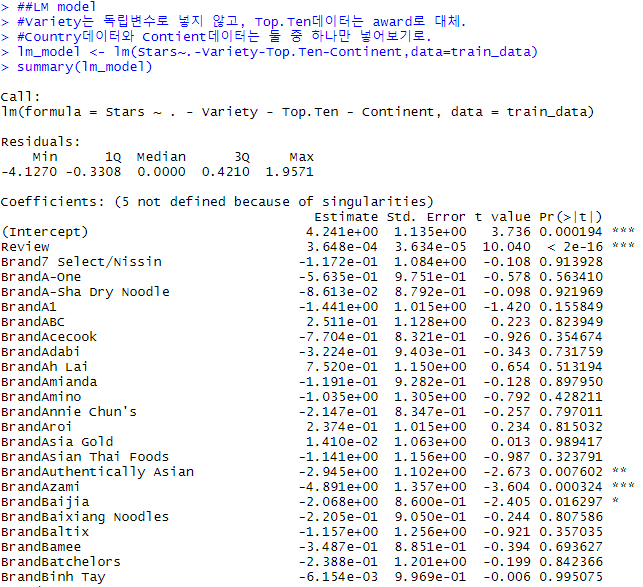 > ##LM model
> #Variety는 독립변수로 넣지 않고, Top.Ten데이터는 award로 대체.
> #Country데이터와 Contient데이터는 둘 중 하나만 넣어보기로.
> lm_model <- lm(Stars~.-Variety-Top.Ten-Continent,data=train_data)
> summary(lm_model)
Call:
lm(formula = Stars ~ . - Variety - Top.Ten - Continent, data = train_data)
Residuals:
Min 1Q Median 3Q Max
-4.1270 -0.3308 0.0000 0.4210 1.9571
Coefficients: (5 not defined because of singularities)
Estimate Std. Error t value Pr(>|t|)
(Intercept) 4.241e+00 1.135e+00 3.736 0.000194 ***
Review 3.648e-04 3.634e-05 10.040 < 2e-16 ***
Brand7 Select/Nissin -1.172e-01 1.084e+00 -0.108 0.913928
BrandA-One -5.635e-01 9.751e-01 -0.578 0.563410
BrandA-Sha Dry Noodle -8.613e-02 8.792e-01 -0.098 0.921969
BrandA1 -1.441e+00 1.015e+00 -1.420 0.155849
BrandABC 2.511e-01 1.128e+00 0.223 0.823949
BrandAcecook -7.704e-01 8.321e-01 -0.926 0.354674
BrandAdabi -3.224e-01 9.403e-01 -0.343 0.731759
BrandAh Lai 7.520e-01 1.150e+00 0.654 0.513194
BrandAmianda -1.191e-01 9.282e-01 -0.128 0.897950
BrandAmino -1.035e+00 1.305e+00 -0.792 0.428211
BrandAnnie Chun's -2.147e-01 8.347e-01 -0.257 0.797011
BrandAroi 2.374e-01 1.015e+00 0.234 0.815032
BrandAsia Gold 1.410e-02 1.063e+00 0.013 0.989417
BrandAsian Thai Foods -1.141e+00 1.156e+00 -0.987 0.323791
BrandAuthentically Asian -2.945e+00 1.102e+00 -2.673 0.007602 **
BrandAzami -4.891e+00 1.357e+00 -3.604 0.000324 ***
BrandBaijia -2.068e+00 8.600e-01 -2.405 0.016297 *
BrandBaixiang Noodles -2.205e-01 9.050e-01 -0.244 0.807586
BrandBaltix -1.157e+00 1.256e+00 -0.921 0.357035
BrandBamee -3.487e-01 8.851e-01 -0.394 0.693627
BrandBatchelors -2.388e-01 1.201e+00 -0.199 0.842366
BrandBinh Tay -6.154e-03 9.969e-01 -0.006 0.995075